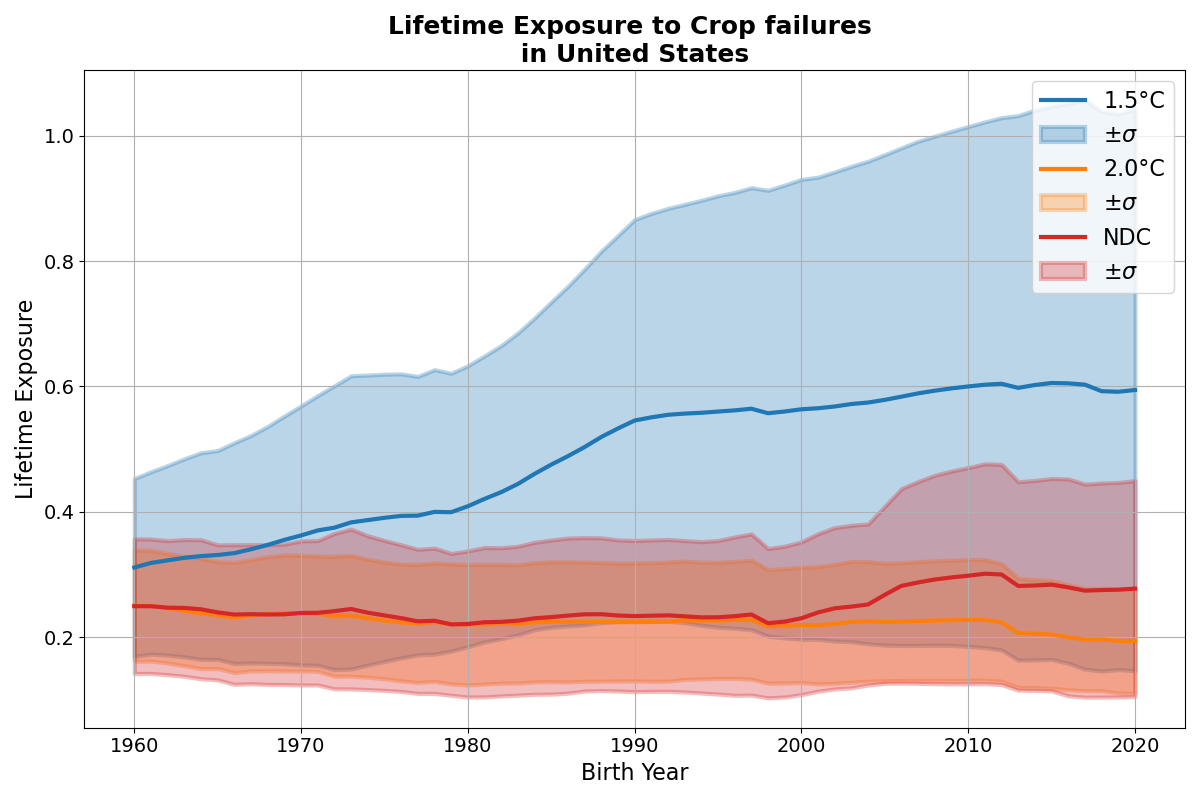 Lifetime Exposure to Crop failures
in United States
1.5°C
±σ
2.0°C
±σ
NDC
±σ
Lifetime Exposure
1.0
0.8
0.6
0.4
0.2
1960 1970 1980 1990 2000 2010 2020
Birth Year